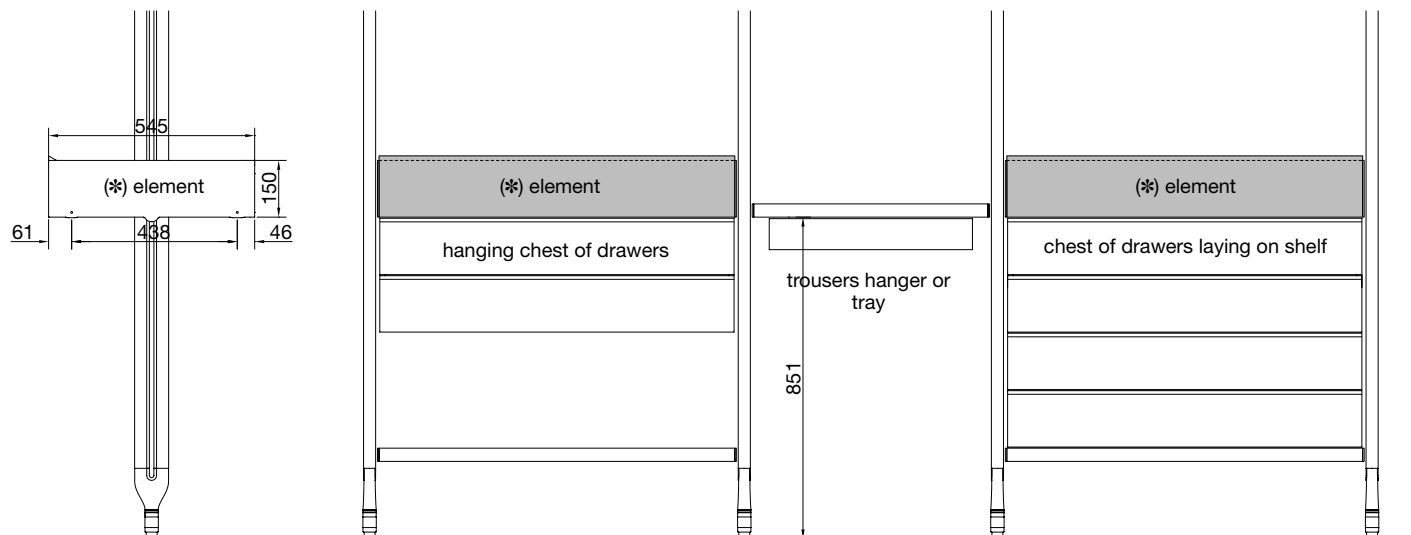 545
(✻) element
150
61
438
46
(✻) element
hanging chest of drawers
trousers hanger or
tray
851
(✻) element
chest of drawers laying on shelf